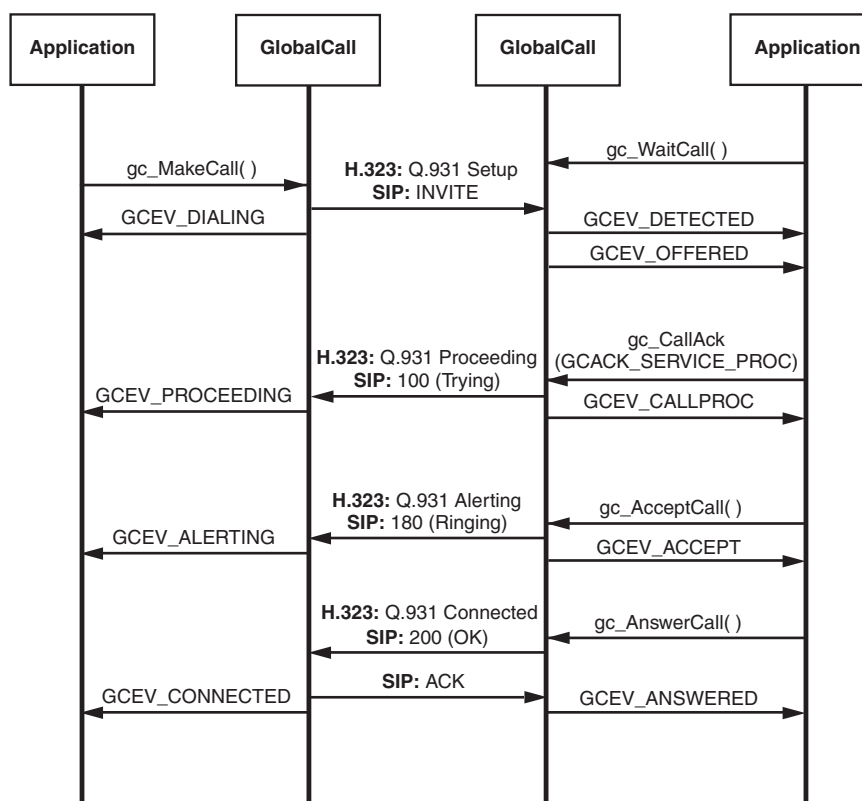 Application
GlobalCall
GlobalCall
Application
gc_WaitCall( )
gc_MakeCall( )
H.323: Q.931 Setup
SIP: INVITE
GCEV_DIALING
GCEV_DETECTED
GCEV_OFFERED
gc_CallAck
(GCACK_SERVICE_PROC)
H.323: Q.931 Proceeding
SIP: 100 (Trying)
GCEV_PROCEEDING
GCEV_CALLPROC
H.323: Q.931 Alerting
SIP: 180 (Ringing)
gc_AcceptCall( )
GCEV_ALERTING
GCEV_ACCEPT
H.323: Q.931 Connected
SIP: 200 (OK)
gc_AnswerCall( )
SIP: ACK
GCEV_CONNECTED
GCEV_ANSWERED